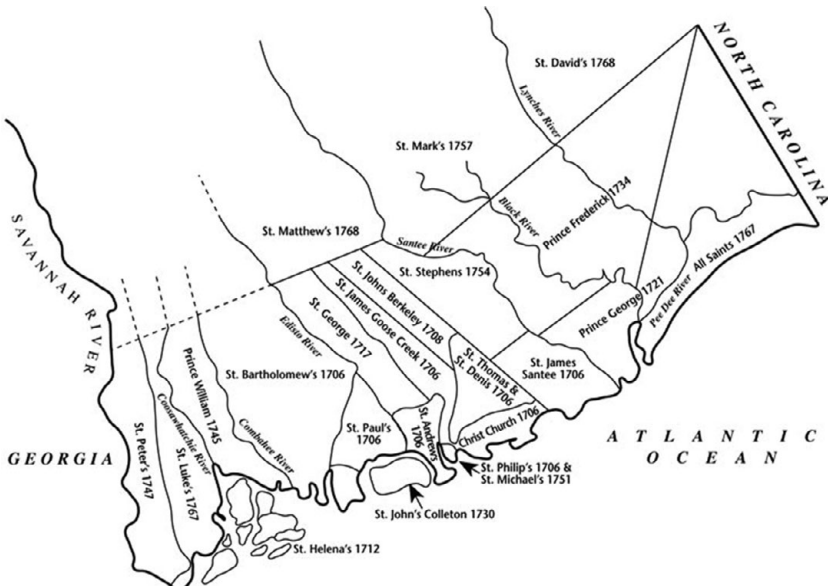 NORTH CAROLINA
St. David's 1768
Lynches River
St. Mark's 1757
Black River
Prince Frederick 1734
SAVANNAH RIVER
St. Matthew's 1768
Santee River
St. Stephens 1754
All Saints 1767
Pee Dee River
Prince George 1721
St. Johns Berkeley 1708
St. James Goose Creek 1706
St. George 1717
Edisto River
St. Thomas &
St. Denis 1706
St. James
Santee 1706
Prince William 1745
St. Bartholomew's 1706
Coosawhatchie River
Combahee River
St. Paul's
1706
St. Andrews
1706
Christ Church 1706
St. Peter's 1747
St. Luke's 1767
GEORGIA
ATLANTIC
OCEAN
St. Philip's 1706 &
St. Michael's 1751
St. John's Colleton 1730
St. Helena's 1712